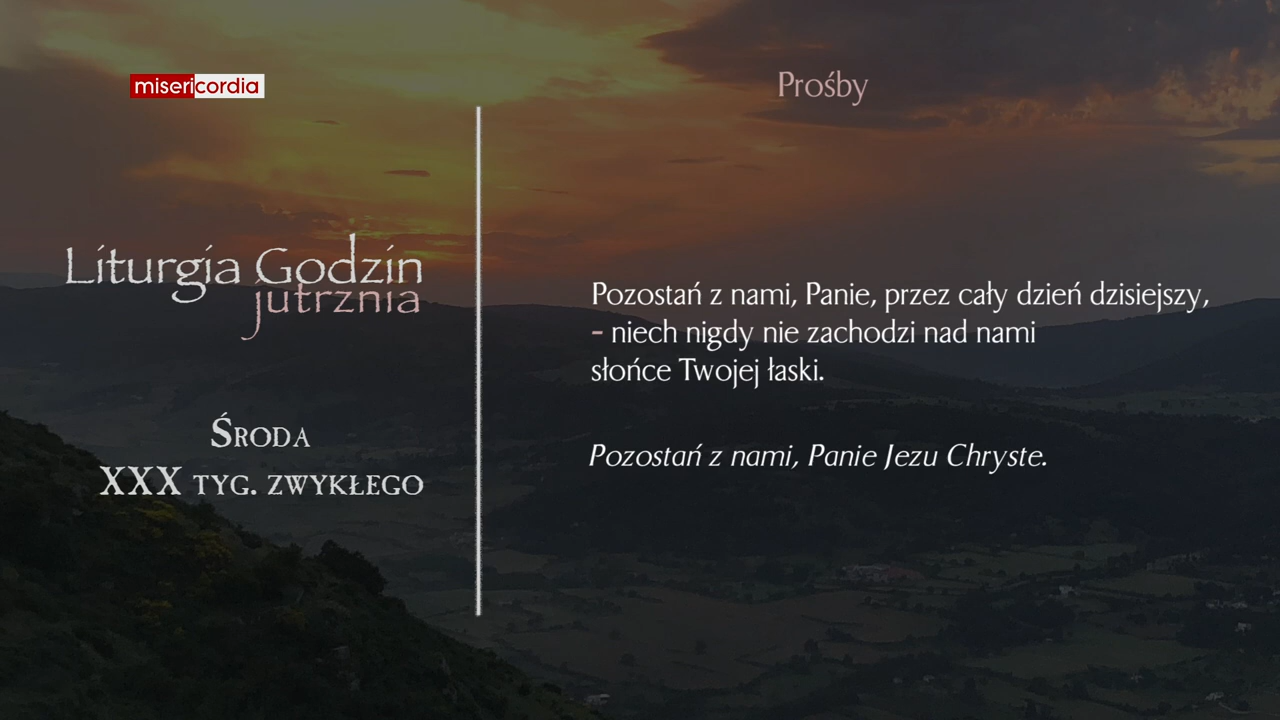 misericordia
Liturgia Godzin
jutrznia
Środa
XXX tyg. zwykłego
Prośby
Pozostań z nami, Panie, przez cały dzień dzisiejszy,
- niech nigdy nie zachodzi nad nami
słońce Twojej łaski.
Pozostań z nami, Panie Jezu Chryste.